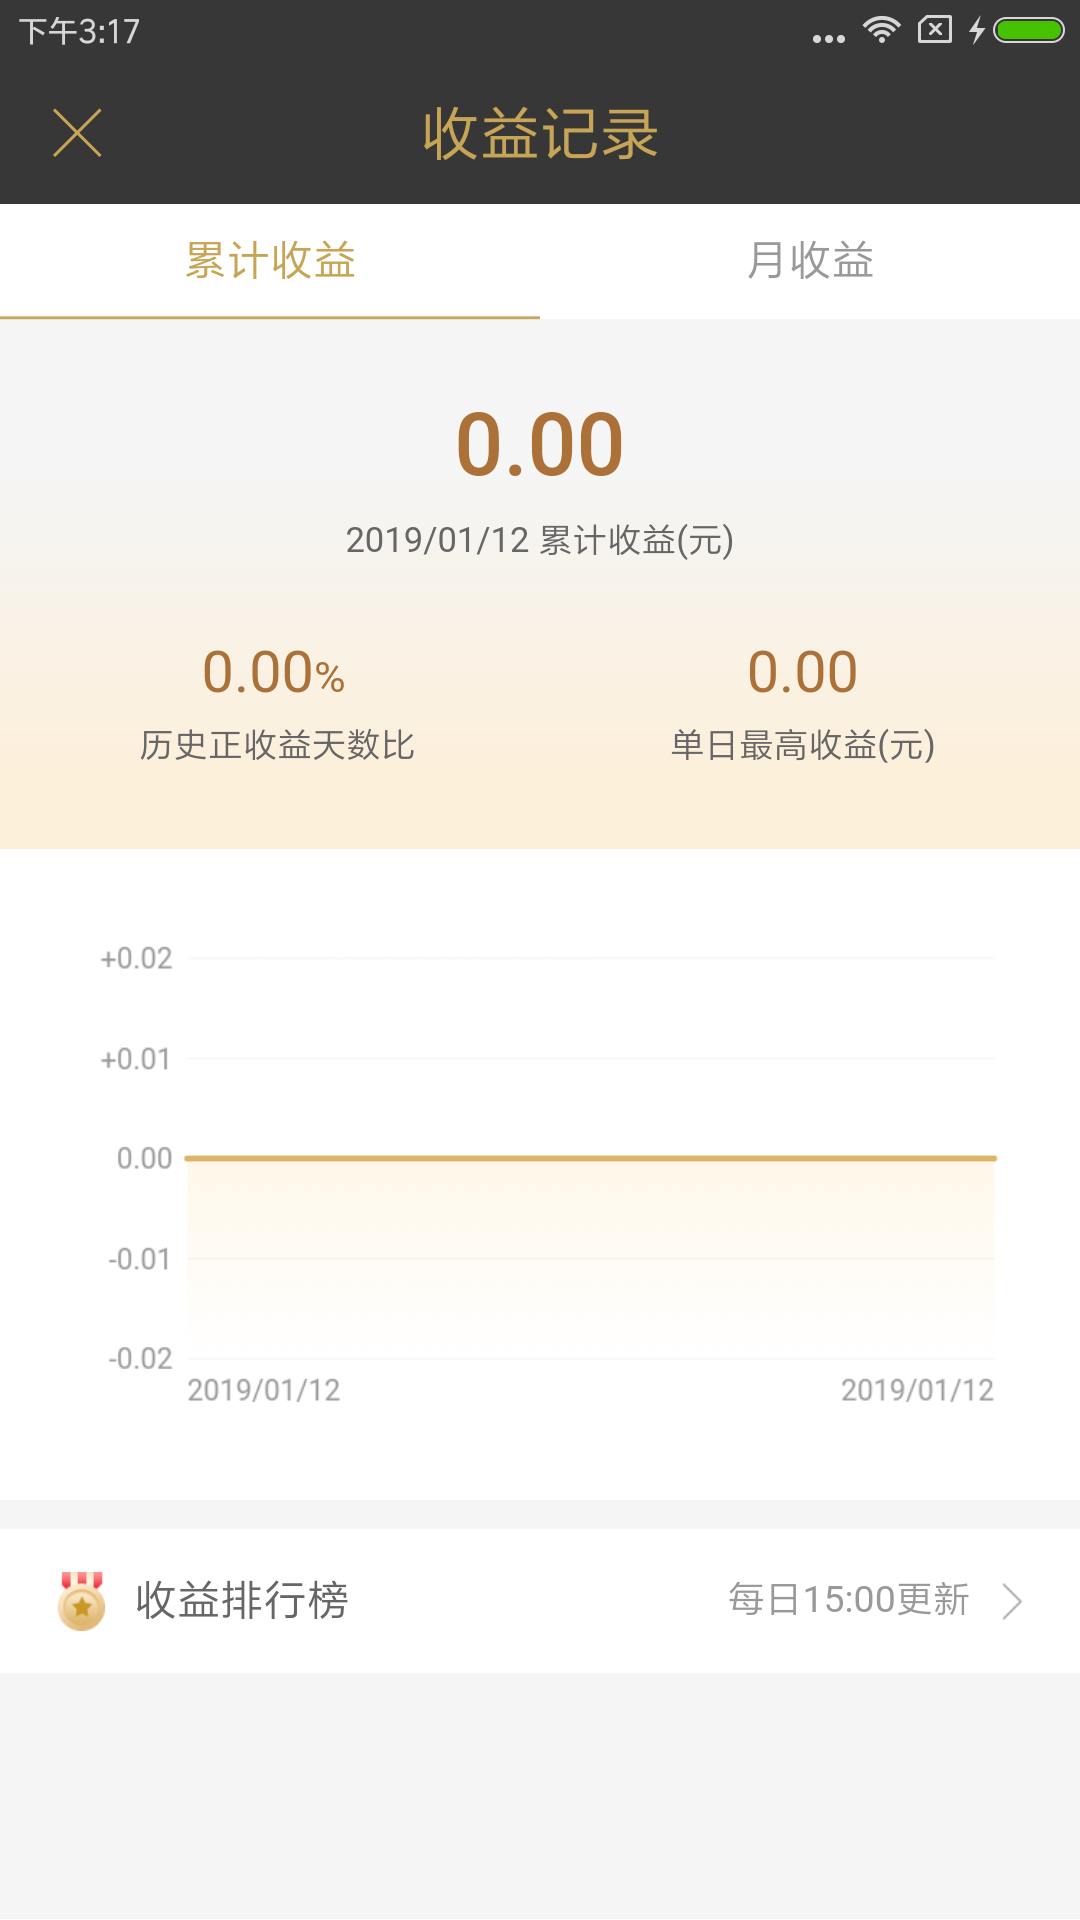 下午3:17
收益记录
累计收益 月收益
0.00
2019/01/12 累计收益(元)
0.00% 0.00
历史正收益天数比 单日最高收益(元)
+0.02
+0.01
0.00
-0.01
-0.02
2019/01/12 2019/01/12
收益排行榜 每日15:00更新